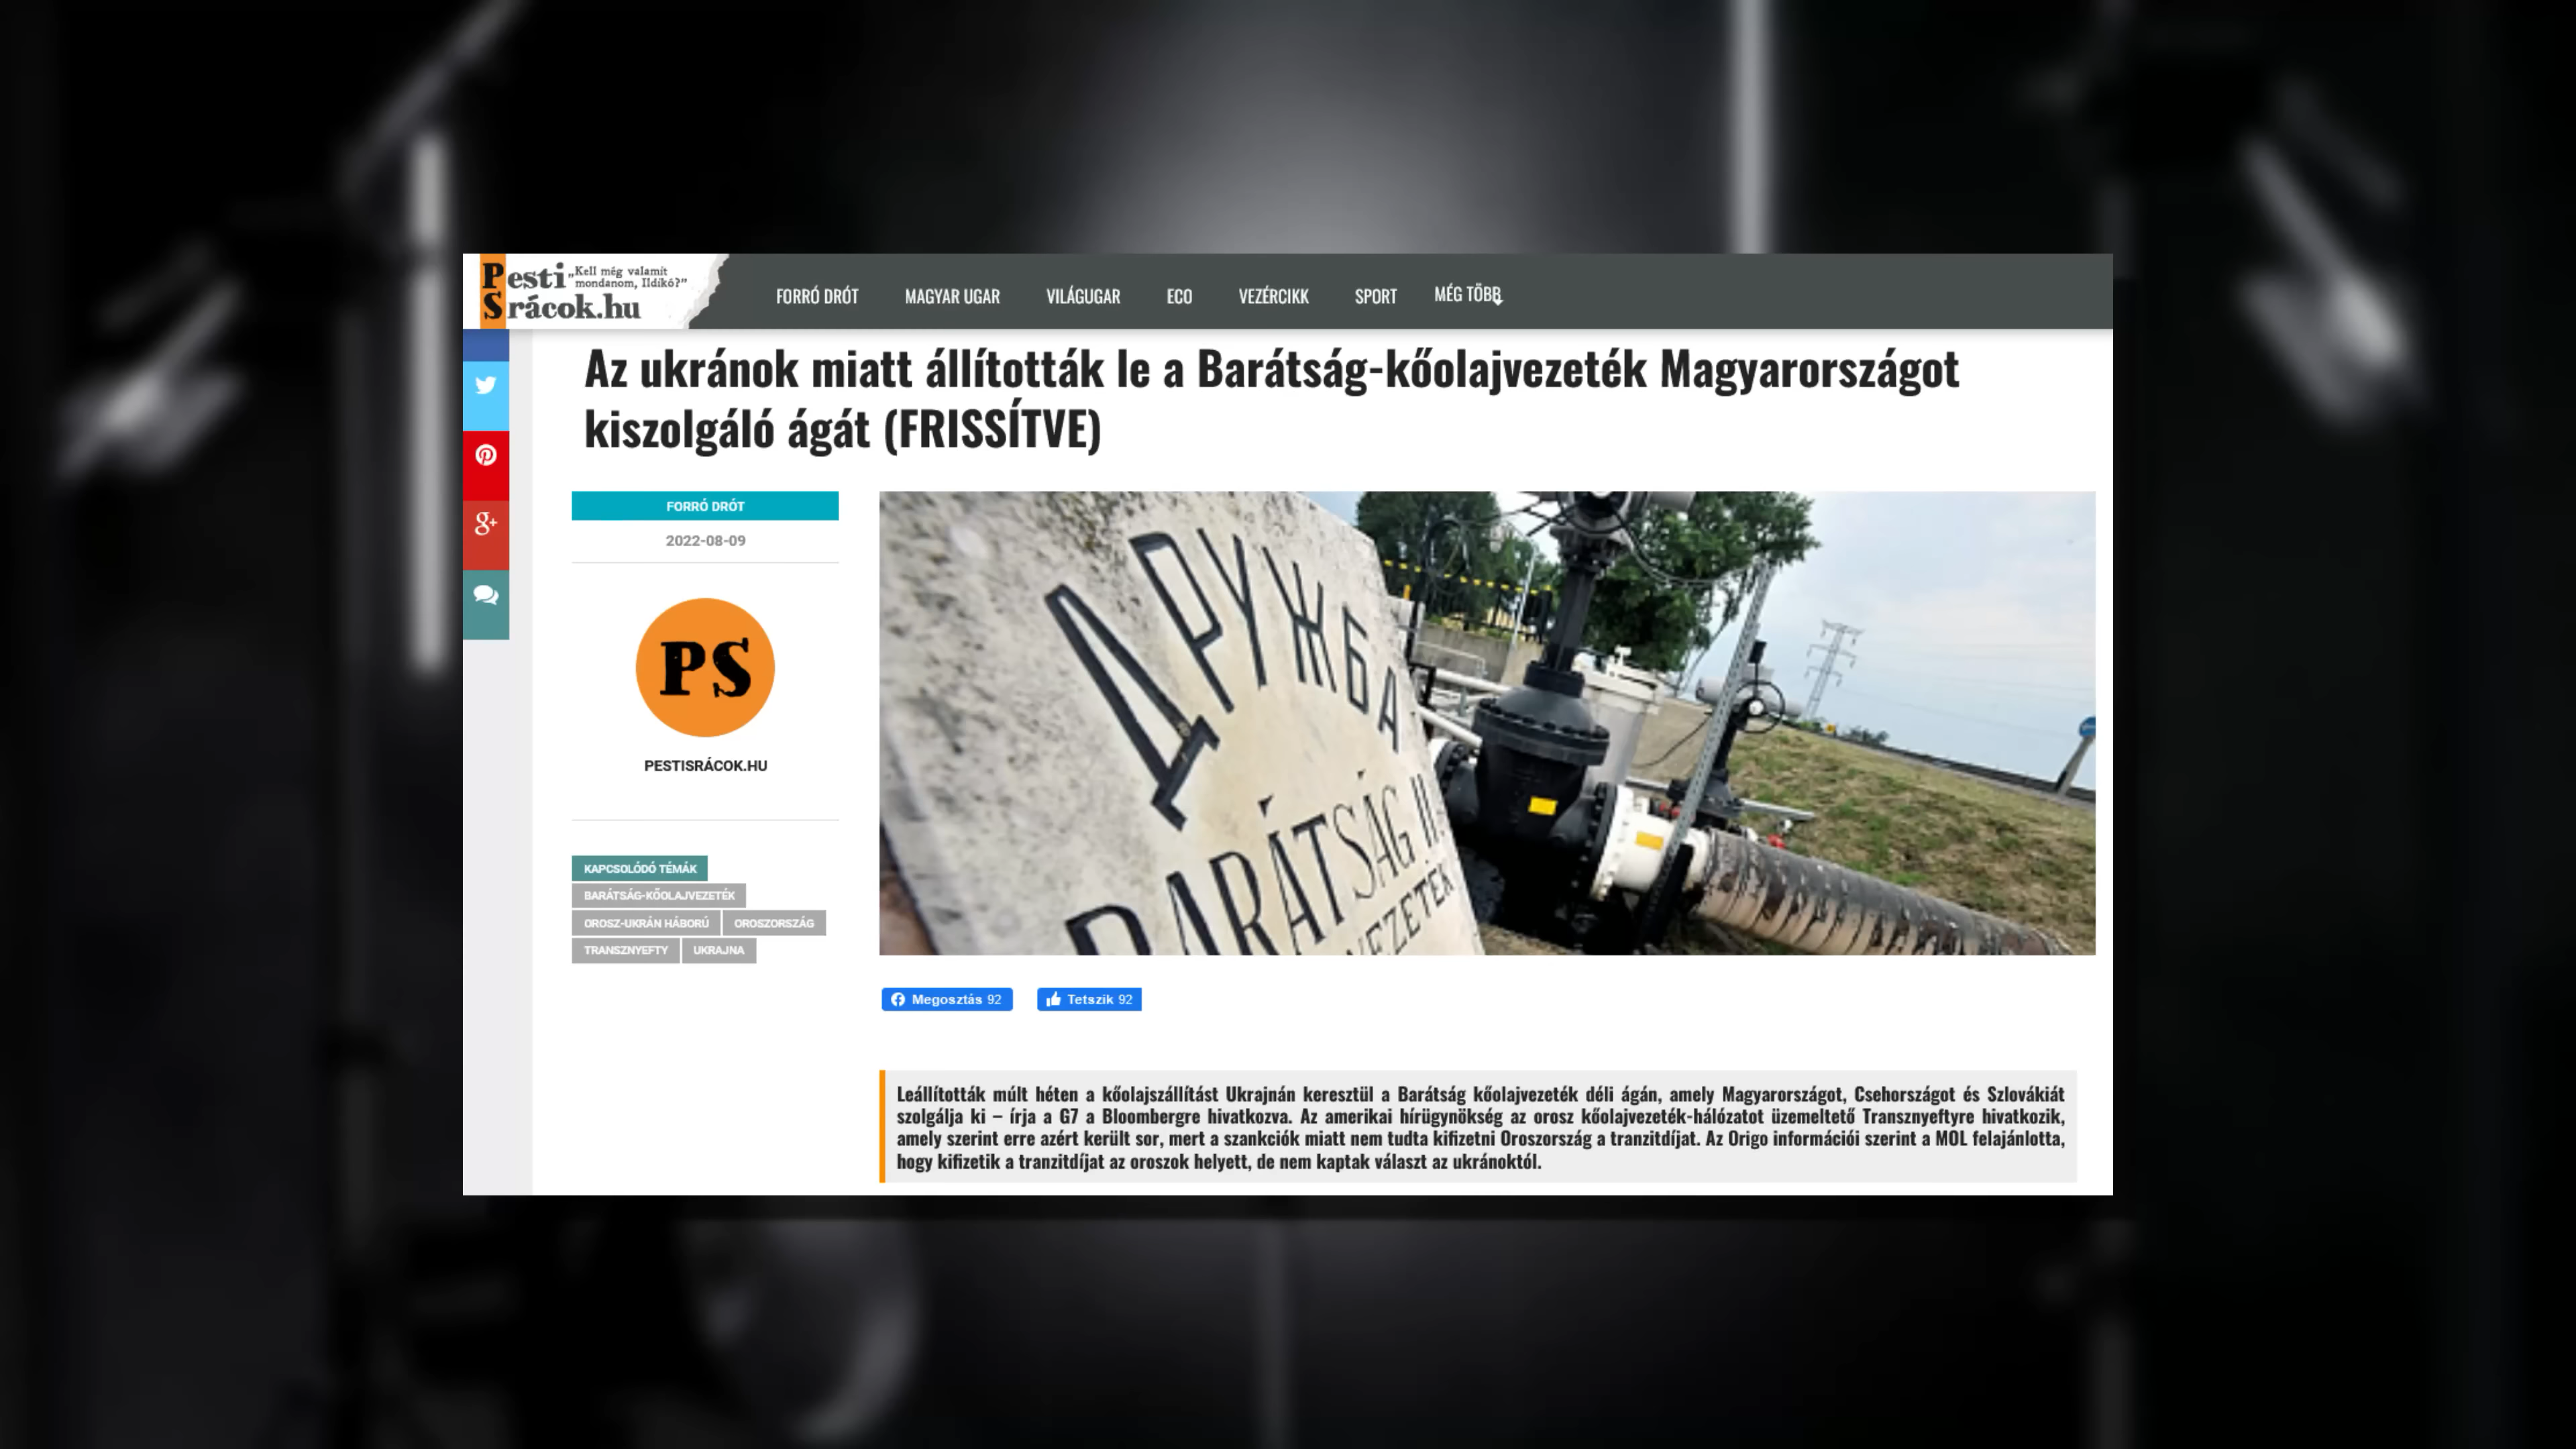 Pesti „Kell még valamit
mondanom, Ildikó?”
Srácok.hu
FORRÓ DRÓT MAGYAR UGAR VILÁGUGAR ECO VEZÉRCIKK SPORT MÉG TÖBB
Az ukránok miatt állították le a Barátság-kőolajvezeték Magyarországot
kiszolgáló ágát (FRISSÍTVE)
FORRÓ DRÓT
2022-08-09
PS
PESTISRÁCOK.HU
KAPCSOLÓDÓ TÉMÁK
BARÁTSÁG-KŐOLAJVEZETÉK
OROSZ-UKRÁN HÁBORÚ OROSZORSZÁG
TRANSZNYEFTY UKRAJNA
ДРУЖБА
BARÁTSÁG II.
VEZETÉK
Megosztás 92 Tetszik 92
Leállították múlt héten a kőolajszállítást Ukrajnán keresztül a Barátság kőolajvezeték déli ágán, amely Magyarországot, Csehországot és Szlovákiát
szolgálja ki – írja a G7 a Bloombergre hivatkozva. Az amerikai hírügynökség az orosz kőolajvezeték-hálózatot üzemeltető Transznyeftyre hivatkozik,
amely szerint erre azért került sor, mert a szankciók miatt nem tudta kifizetni Oroszország a tranzitdíjat. Az Origo információi szerint a MOL felajánlotta,
hogy kifizetik a tranzitdíjat az oroszok helyett, de nem kaptak választ az ukránoktól.